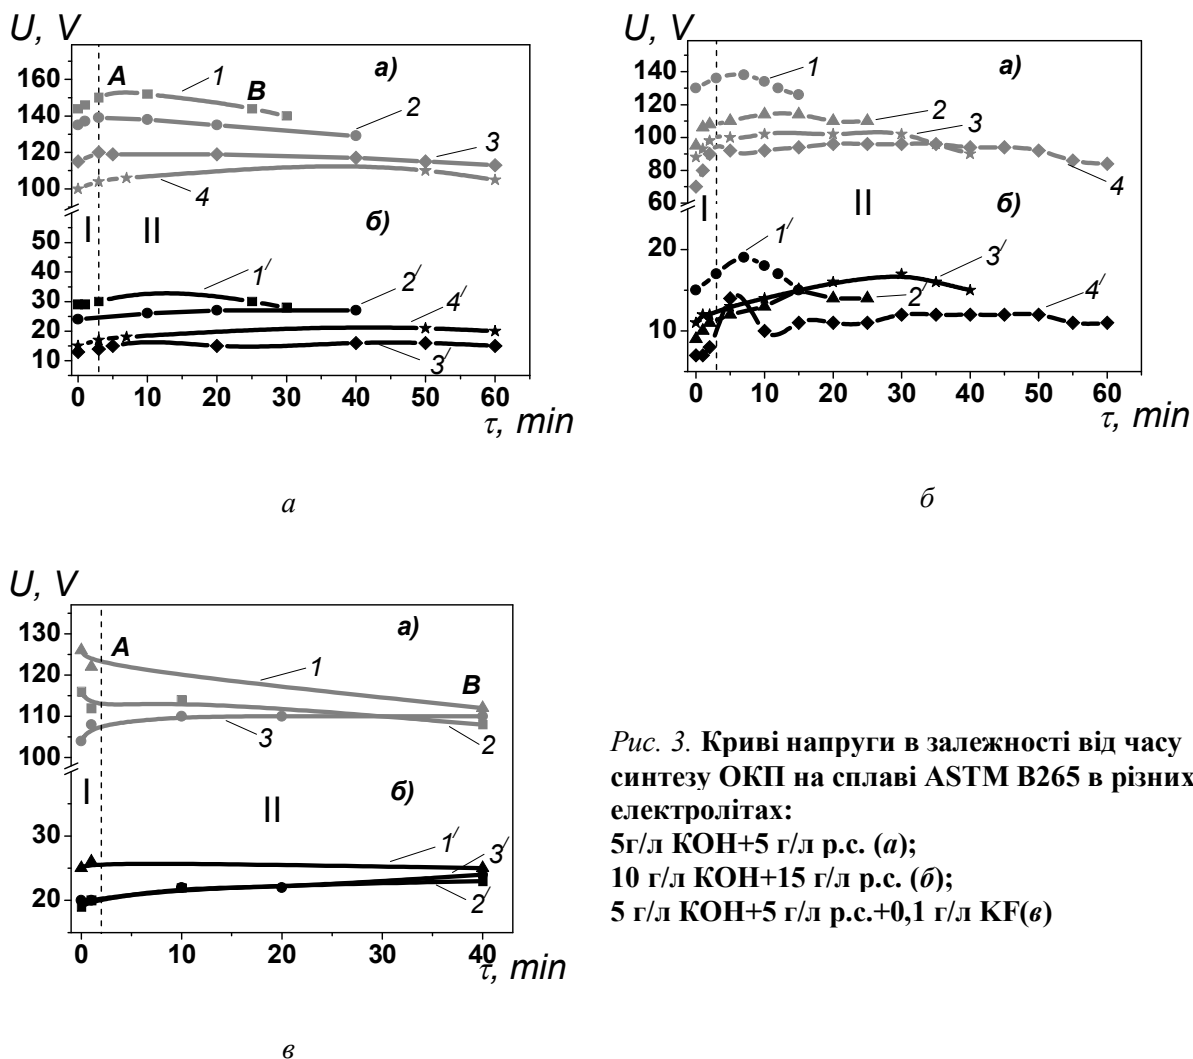 U, V
160
140
120
100
50
40
30
20
10
A
B
а)
б)
1
2
3
4
I
II
1/
2/
4/
3/
0 10 20 30 40 50 60
τ, min
а
U, V
140
120
100
80
60
20
10
а)
б)
1
2
3
4
I
II
1/
3/
2/
4/
0 10 20 30 40 50 60
τ, min
б
U, V
130
120
110
100
30
20
A
B
а)
б)
1
2
3
I
II
1/
3/
2/
0 10 20 30 40
τ, min
в
Рис. 3. Криві напруги в залежності від часу
синтезу ОКП на сплаві ASTM B265 в різних
електролітах:
5г/л КОН+5 г/л р.с. (а);
10 г/л КОН+15 г/л р.с. (б);
5 г/л КОН+5 г/л р.с.+0,1 г/л KF(в)